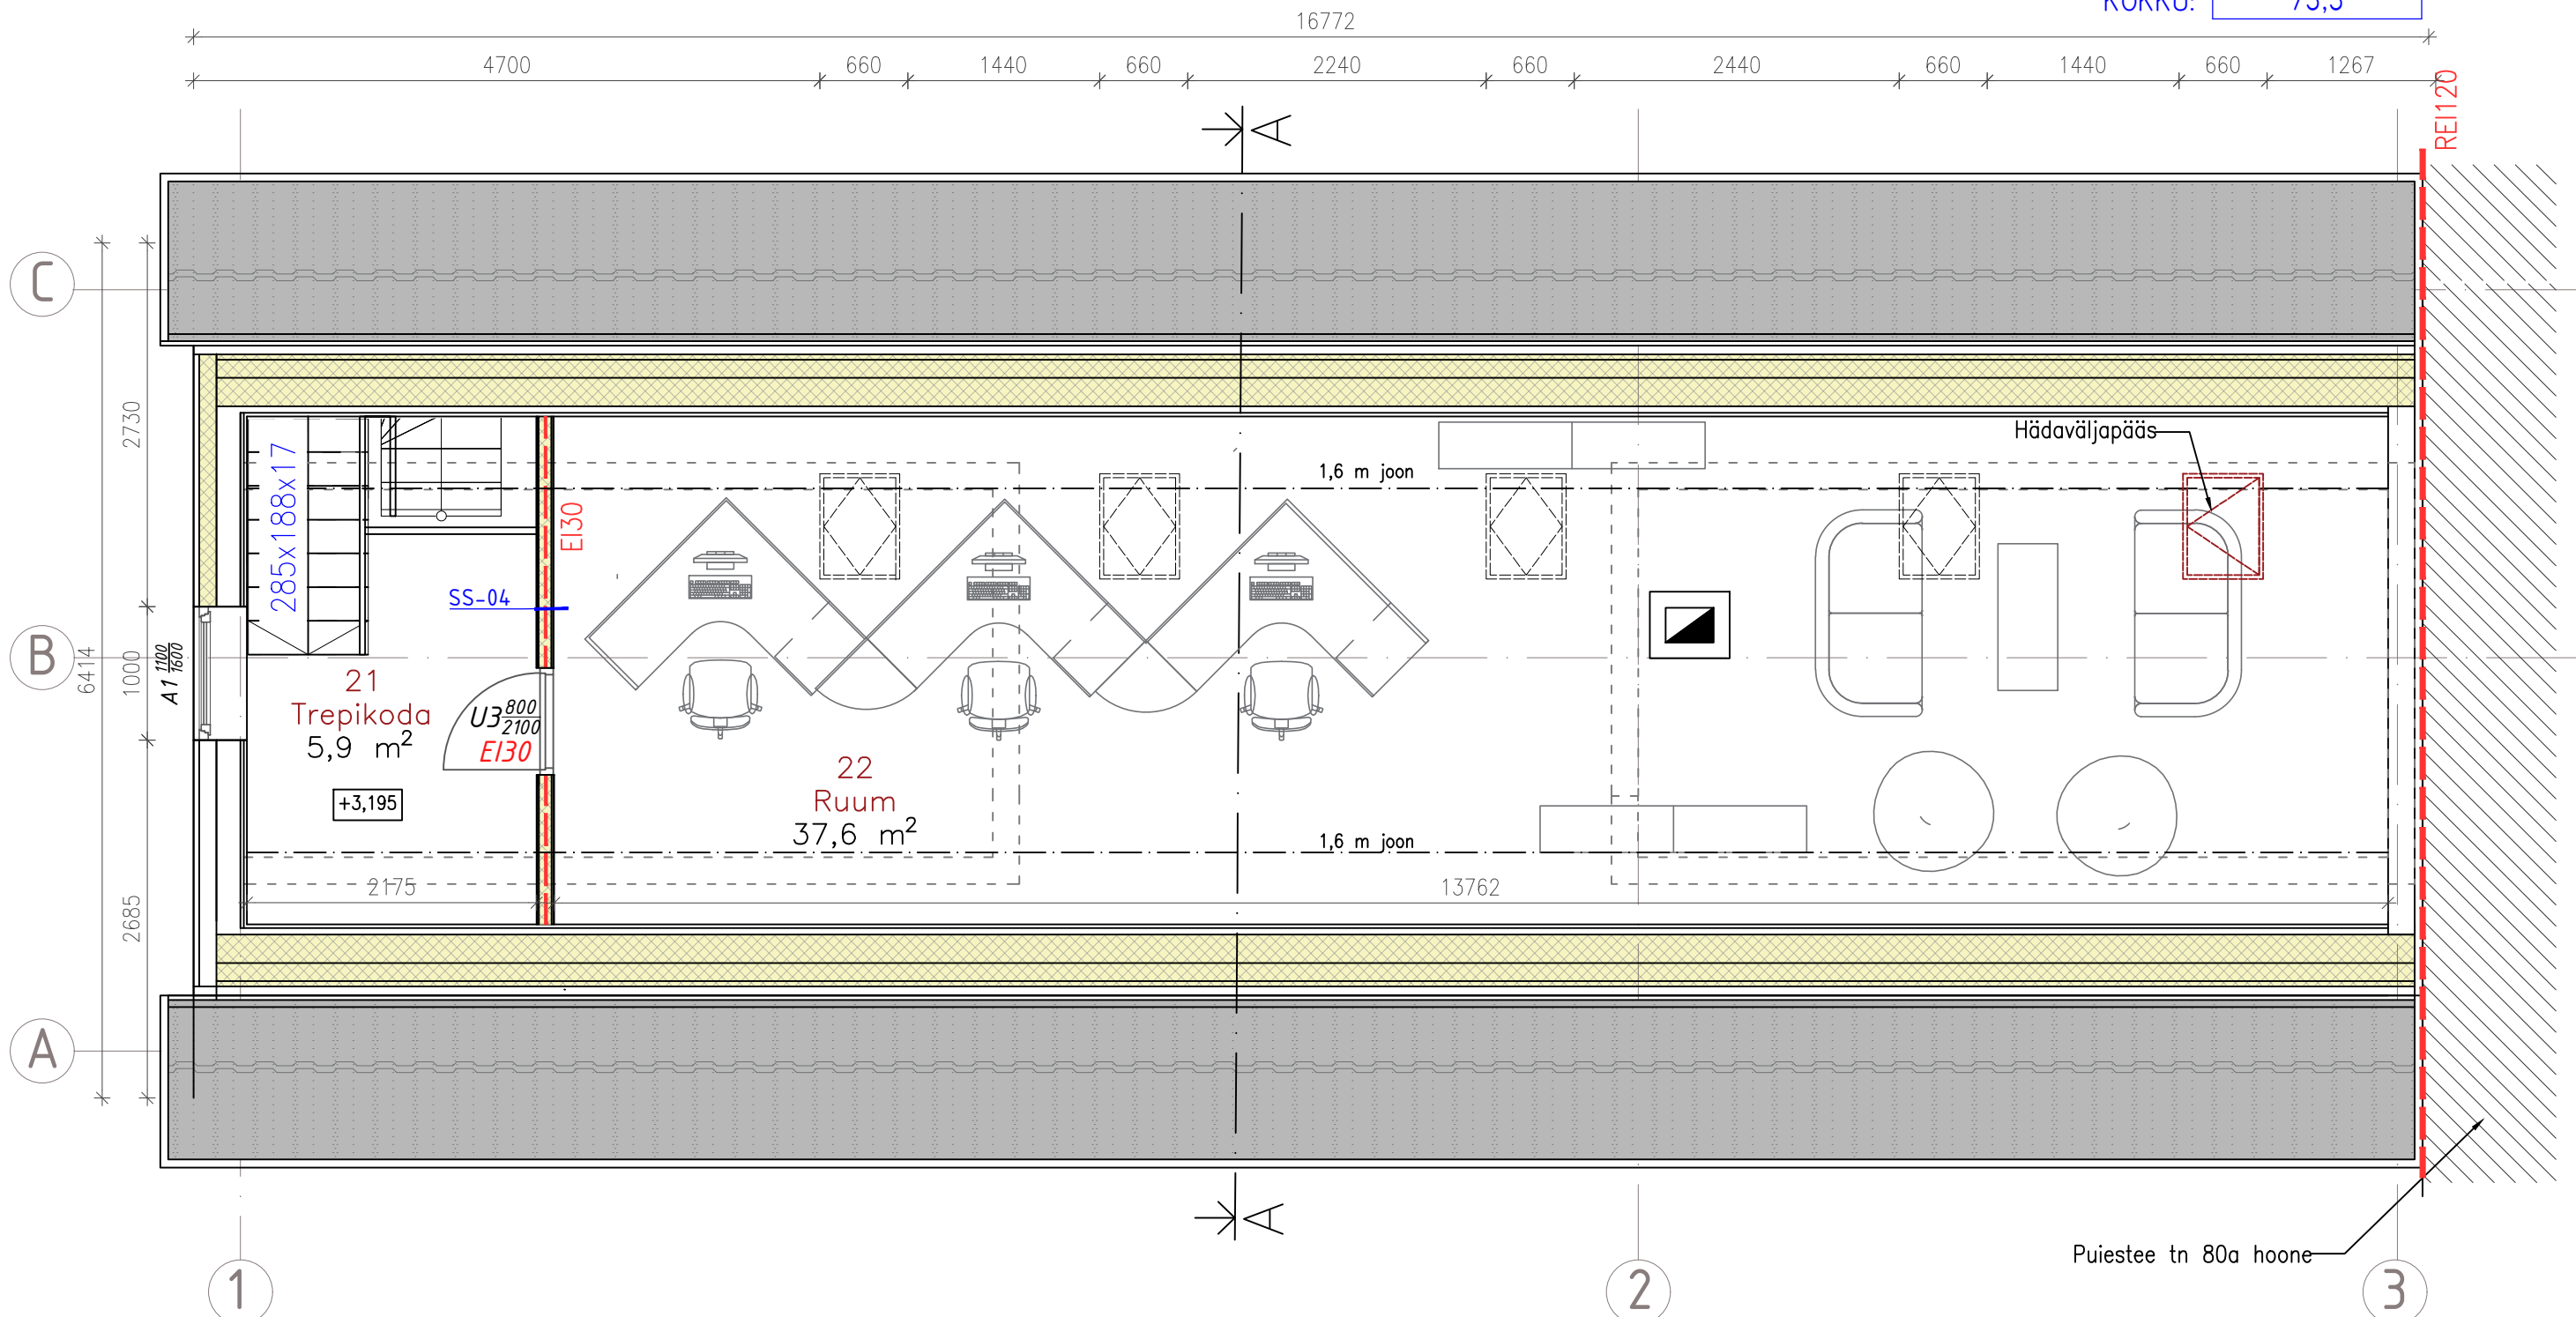 KOKKU:
16772
4700 660 1440 660 2240 660 2440 660 1440 660 1267
REI120
A
C
B
A
6414
2730
1000
2685
A1 1100
1600
285x188x17
SS-04
EI30
Hädaväljapääs
1,6 m joon
21
Trepikoda
5,9 m²
+3,195
U3 800
2100
EI30
22
Ruum
37,6 m²
1,6 m joon
2175
13762
A
Puiestee tn 80a hoone
1
2
3